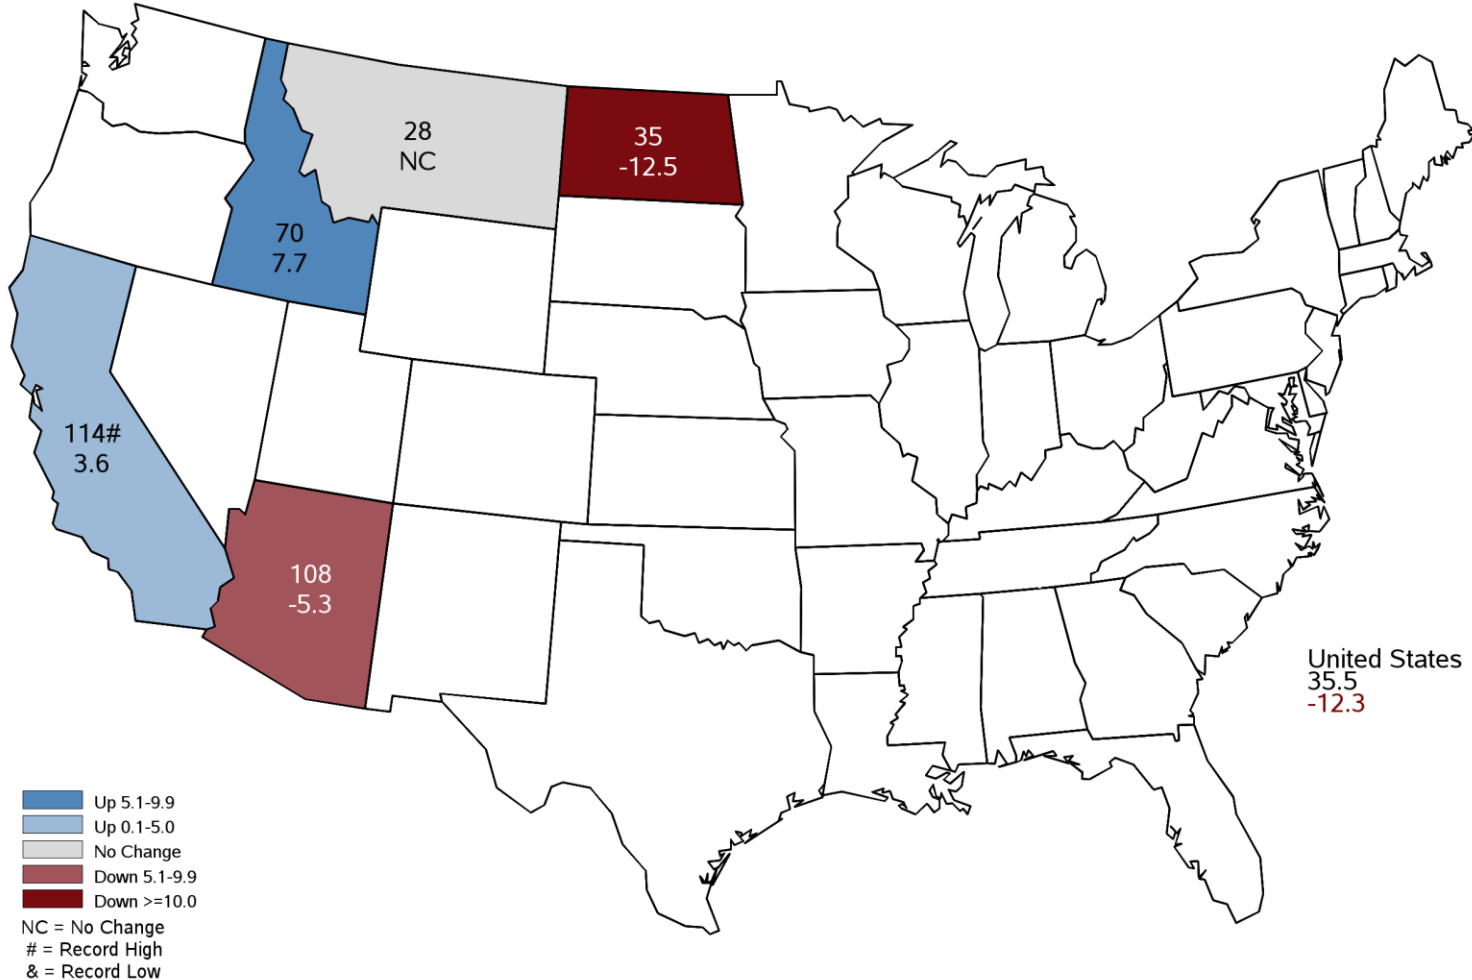 28
NC
35
-12.5
70
7.7
114#
3.6
108
-5.3
United States
35.5
-12.3
Up 5.1-9.9
Up 0.1-5.0
No Change
Down 5.1-9.9
Down >=10.0
NC = No Change
# = Record High
& = Record Low